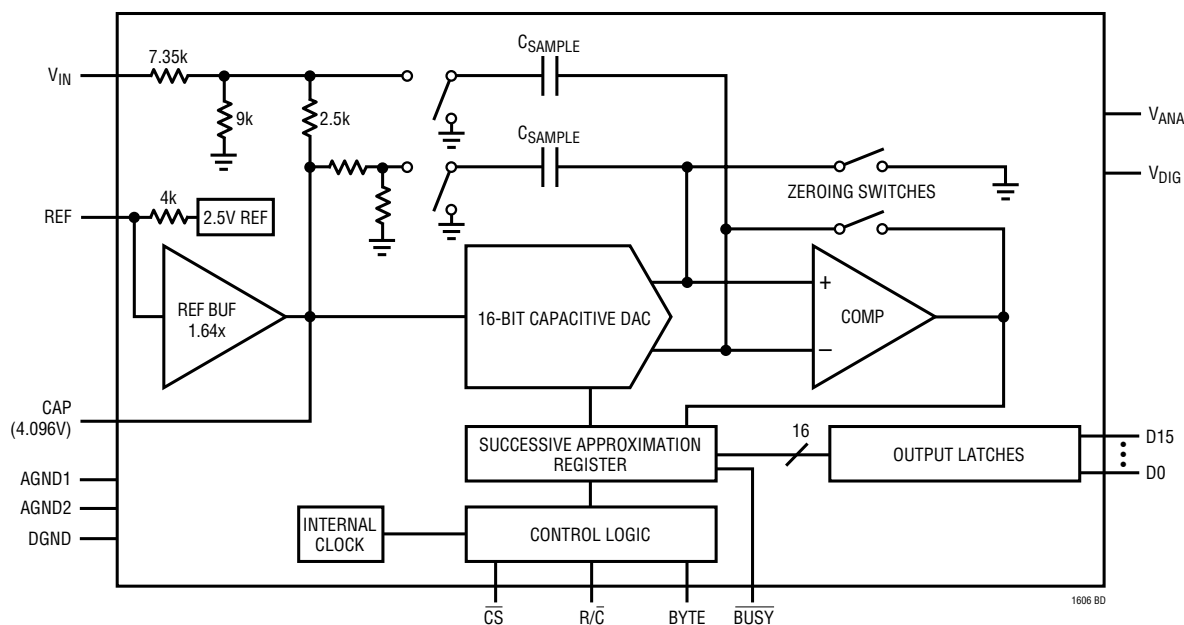 7.35k
C_SAMPLE
V_IN
9k
2.5k
C_SAMPLE
V_ANA
V_DIG
ZEROING SWITCHES
4k
REF
2.5V REF
+
REF BUF
1.64x
16-BIT CAPACITIVE DAC
COMP
–
CAP
(4.096V)
16
SUCCESSIVE APPROXIMATION
REGISTER
OUTPUT LATCHES
D15
D0
AGND1
AGND2
DGND
INTERNAL
CLOCK
CONTROL LOGIC
1606 BD
C̅S̅
R/C̅
BYTE
B̅U̅S̅Y̅